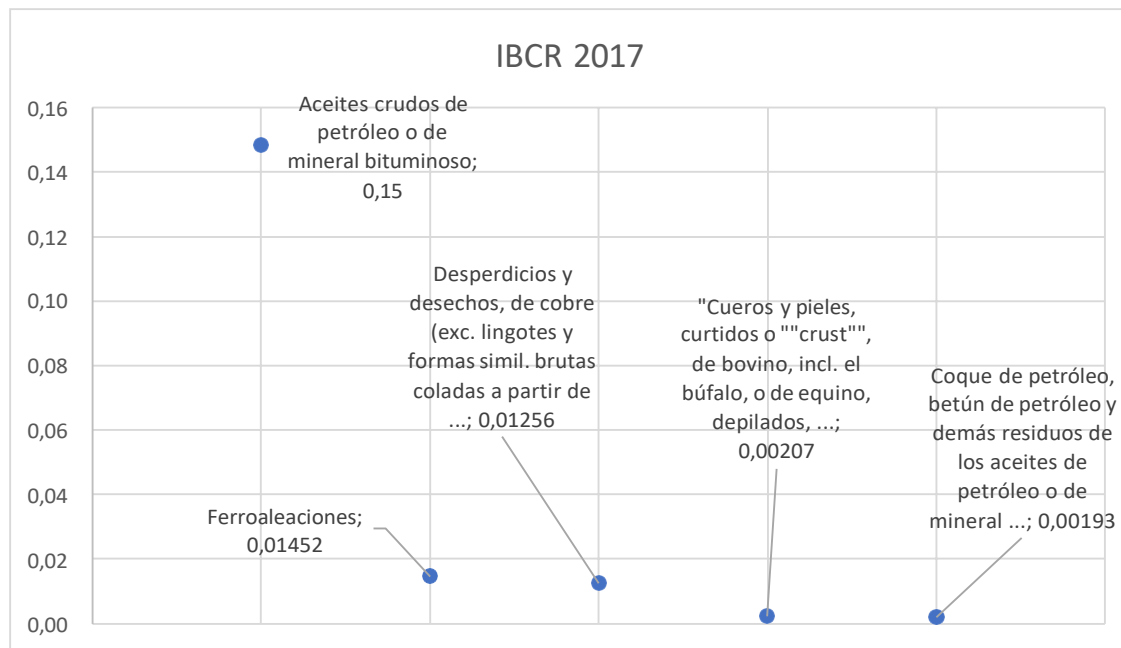 IBCR 2017
0,16
0,14
0,12
0,10
0,08
0,06
0,04
0,02
0,00
Aceites crudos de
petróleo o de
mineral bituminoso;
0,15
Ferroaleaciones;
0,01452
Desperdicios y
desechos, de cobre
(exc. lingotes y
formas simil. brutas
coladas a partir de
...; 0,01256
"Cueros y pieles,
curtidos o ""crust"",
de bovino, incl. el
búfalo, o de equino,
depilados, ...;
0,00207
Coque de petróleo,
betún de petróleo y
demás residuos de
los aceites de
petróleo o de
mineral ...; 0,00193